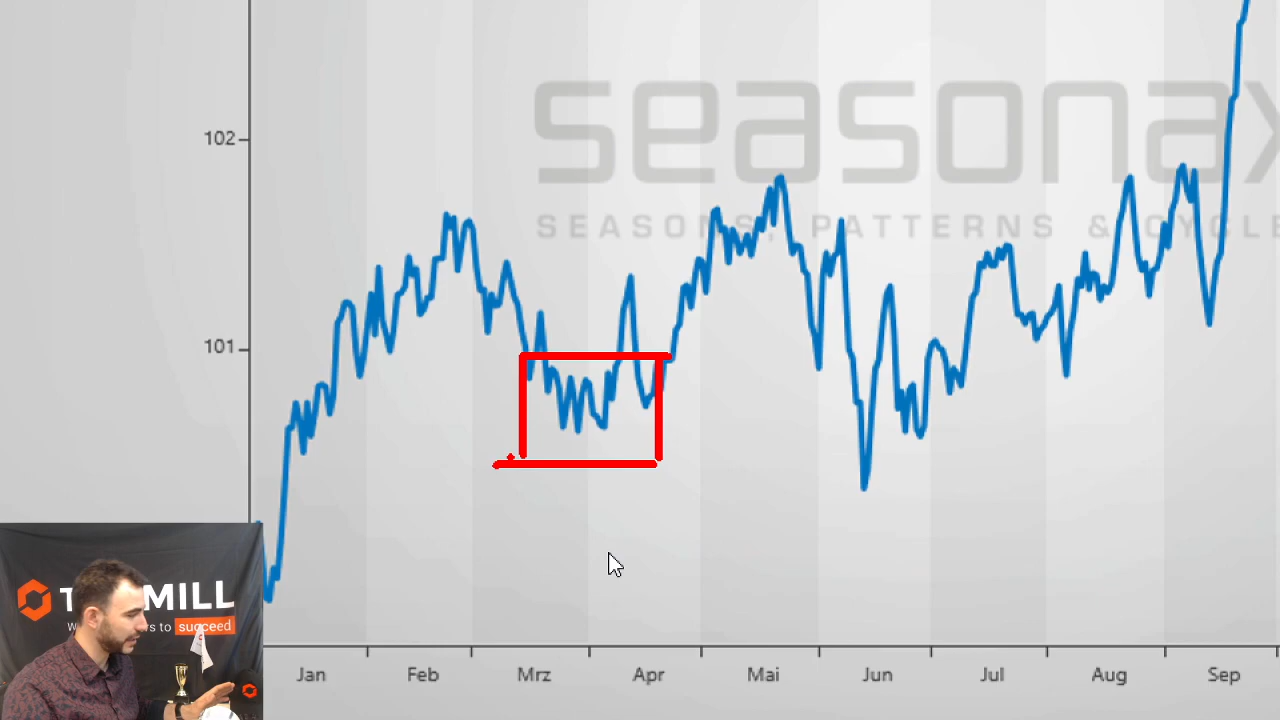 seasonax
SEASONS, PATTERNS & CYCLE
102
101
MILL
to succeed
Jan Feb Mrz Apr Mai Jun Jul Aug Sep